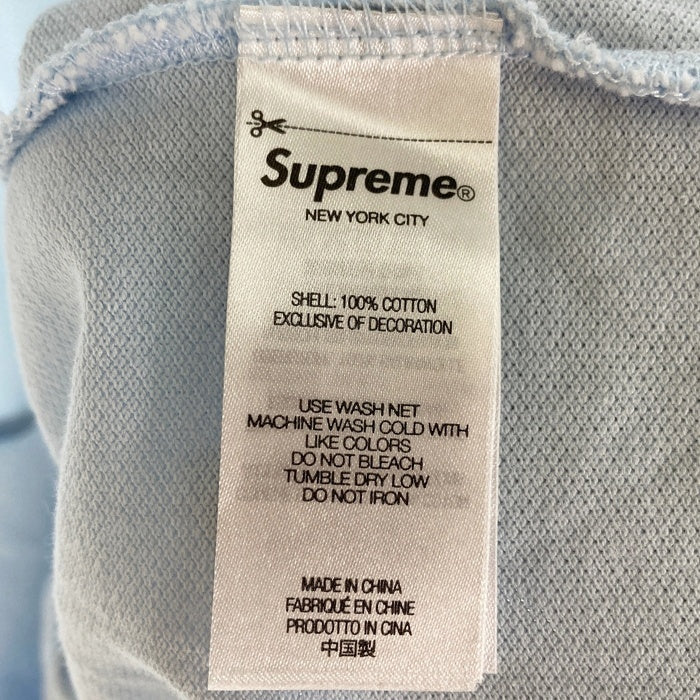 Supreme®
NEW YORK CITY
SHELL: 100% COTTON
EXCLUSIVE OF DECORATION
USE WASH NET
MACHINE WASH COLD WITH
LIKE COLORS
DO NOT BLEACH
TUMBLE DRY LOW
DO NOT IRON
MADE IN CHINA
FABRIQUÉ EN CHINE
PRODOTTO IN CINA
中国製